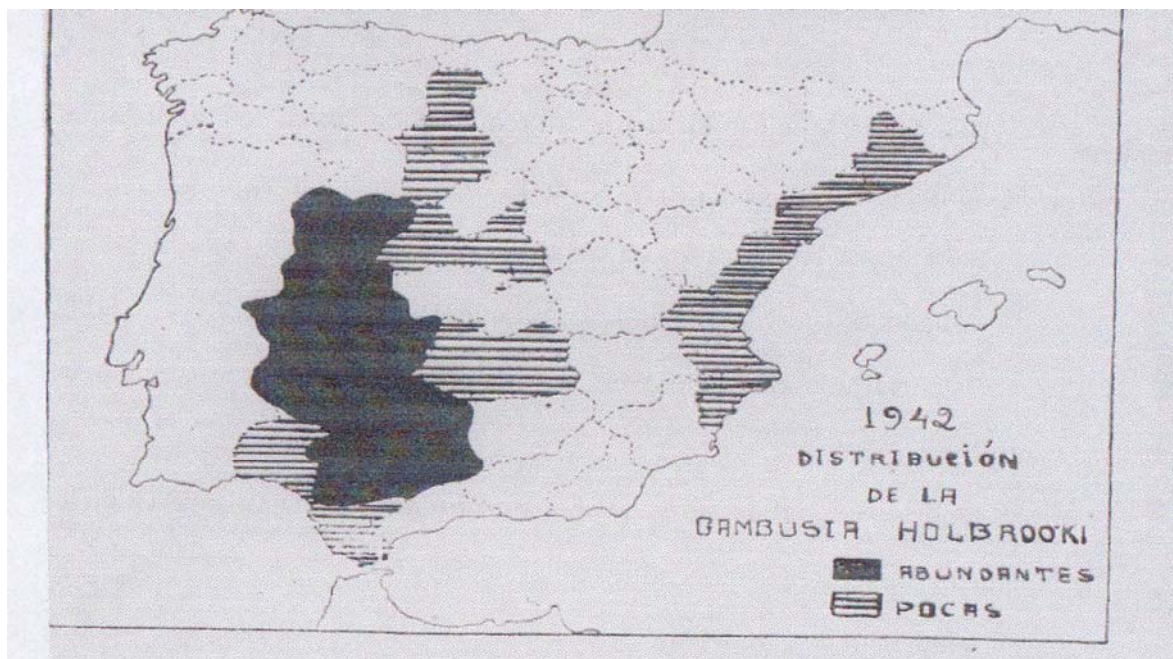 1942
DISTRIBUCIÓN
DE LA
GAMBUSIA HOLBROOKI
ABUNDANTES
POCAS